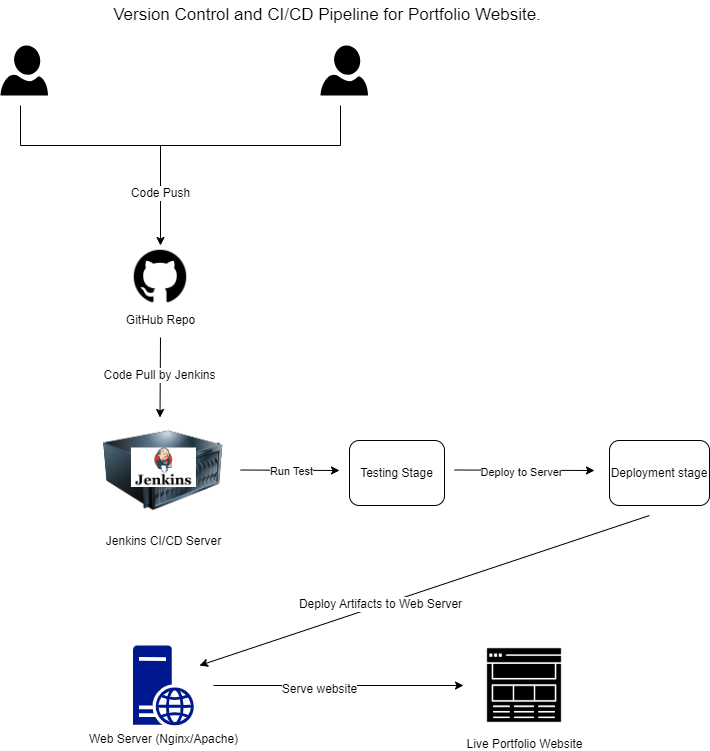 Version Control and CI/CD Pipeline for Portfolio Website.
Code Push
GitHub Repo
Code Pull by Jenkins
Jenkins
Run Test
Testing Stage
Deploy to Server
Deployment stage
Jenkins CI/CD Server
Deploy Artifacts to Web Server
Serve website
Web Server (Nginx/Apache)
Live Portfolio Website